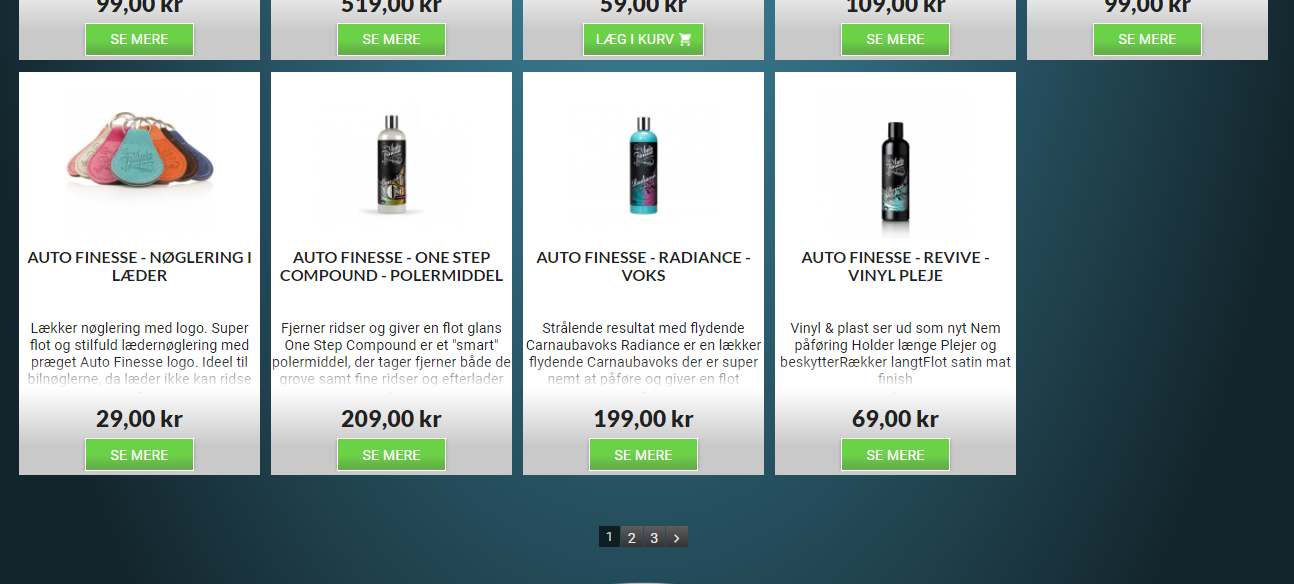 99,00 kr
519,00 kr
59,00 kr
109,00 kr
99,00 kr
SE MERE
SE MERE
LÆG I KURV
SE MERE
SE MERE
AUTO FINESSE - NØGLERING I
LÆDER
Lækker nøglering med logo. Super
flot og stilfuld lædernøglering med
præget Auto Finesse logo. Ideel til
bilnøglerne, da læder ikke kan ridse
29,00 kr
SE MERE
AUTO FINESSE - ONE STEP
COMPOUND - POLERMIDDEL
Fjerner ridser og giver en flot glans
One Step Compound er et "smart"
polermiddel, der tager fjerner både de
grove samt fine ridser og efterlader
209,00 kr
SE MERE
AUTO FINESSE - RADIANCE -
VOKS
Strålende resultat med flydende
Carnaubavoks Radiance er en lækker
flydende Carnaubavoks der er super
nemt at påføre og giver en flot
199,00 kr
SE MERE
AUTO FINESSE - REVIVE -
VINYL PLEJE
Vinyl & plast ser ud som nyt Nem
påføring Holder længe Plejer og
beskytterRækker langtFlot satin mat
finish
69,00 kr
SE MERE
1 2 3 ›